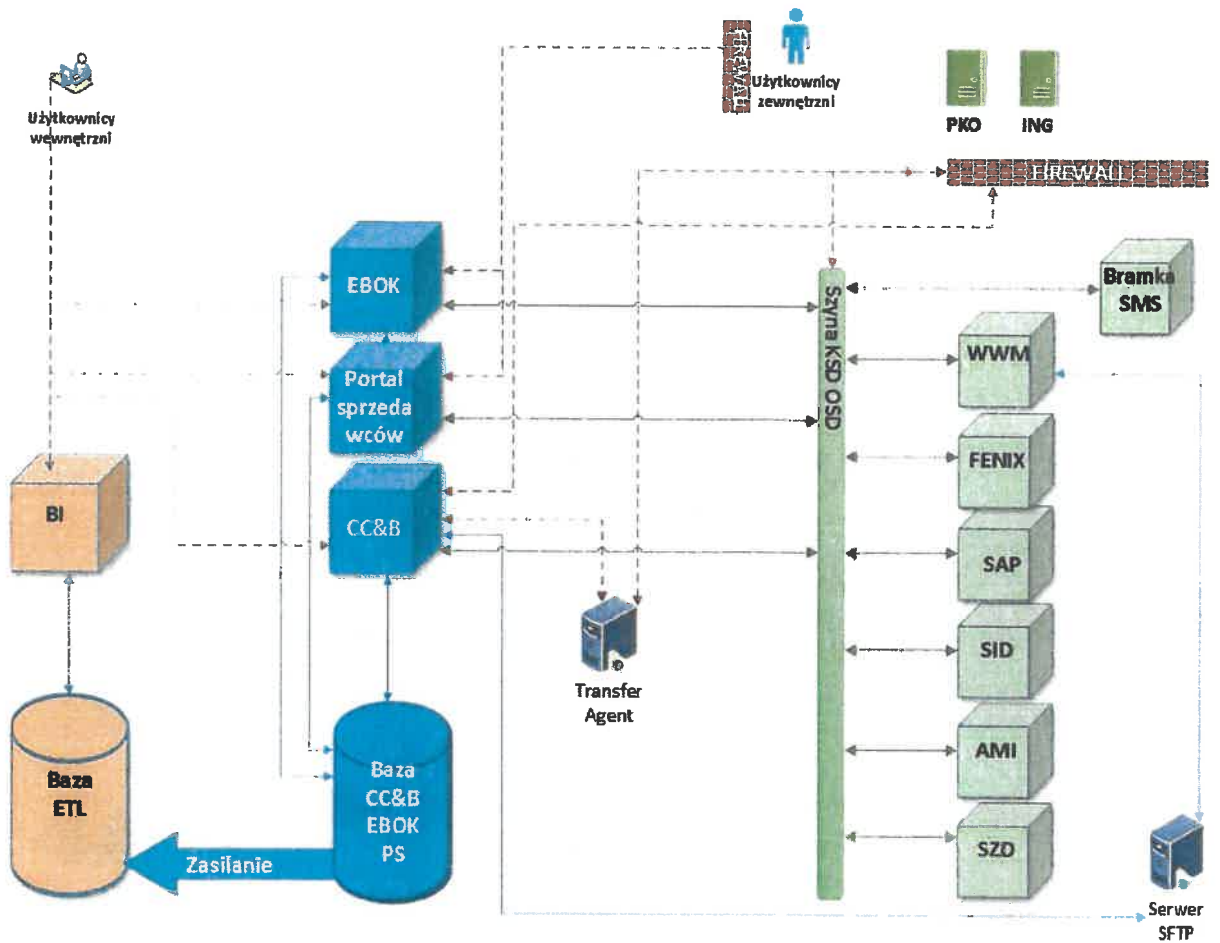 Użytkownicy
wewnętrzni
FIREWALL
Użytkownicy
zewnętrzni
PKO
ING
FIREWALL
EBOK
Portal
sprzeda
wców
CC&B
BI
Szyna KSD OSD
Bramka
SMS
WWM
FENIX
SAP
SID
AMI
SZD
Transfer
Agent
Baza
ETL
Baza
CC&B
EBOK
PS
Zasilanie
Serwer
SFTP